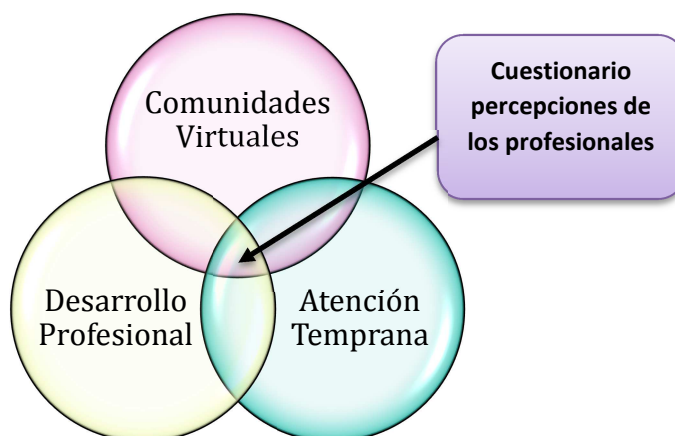 Comunidades
Virtuales
Cuestionario
percepciones de
los profesionales
Desarrollo
Profesional
Atención
Temprana